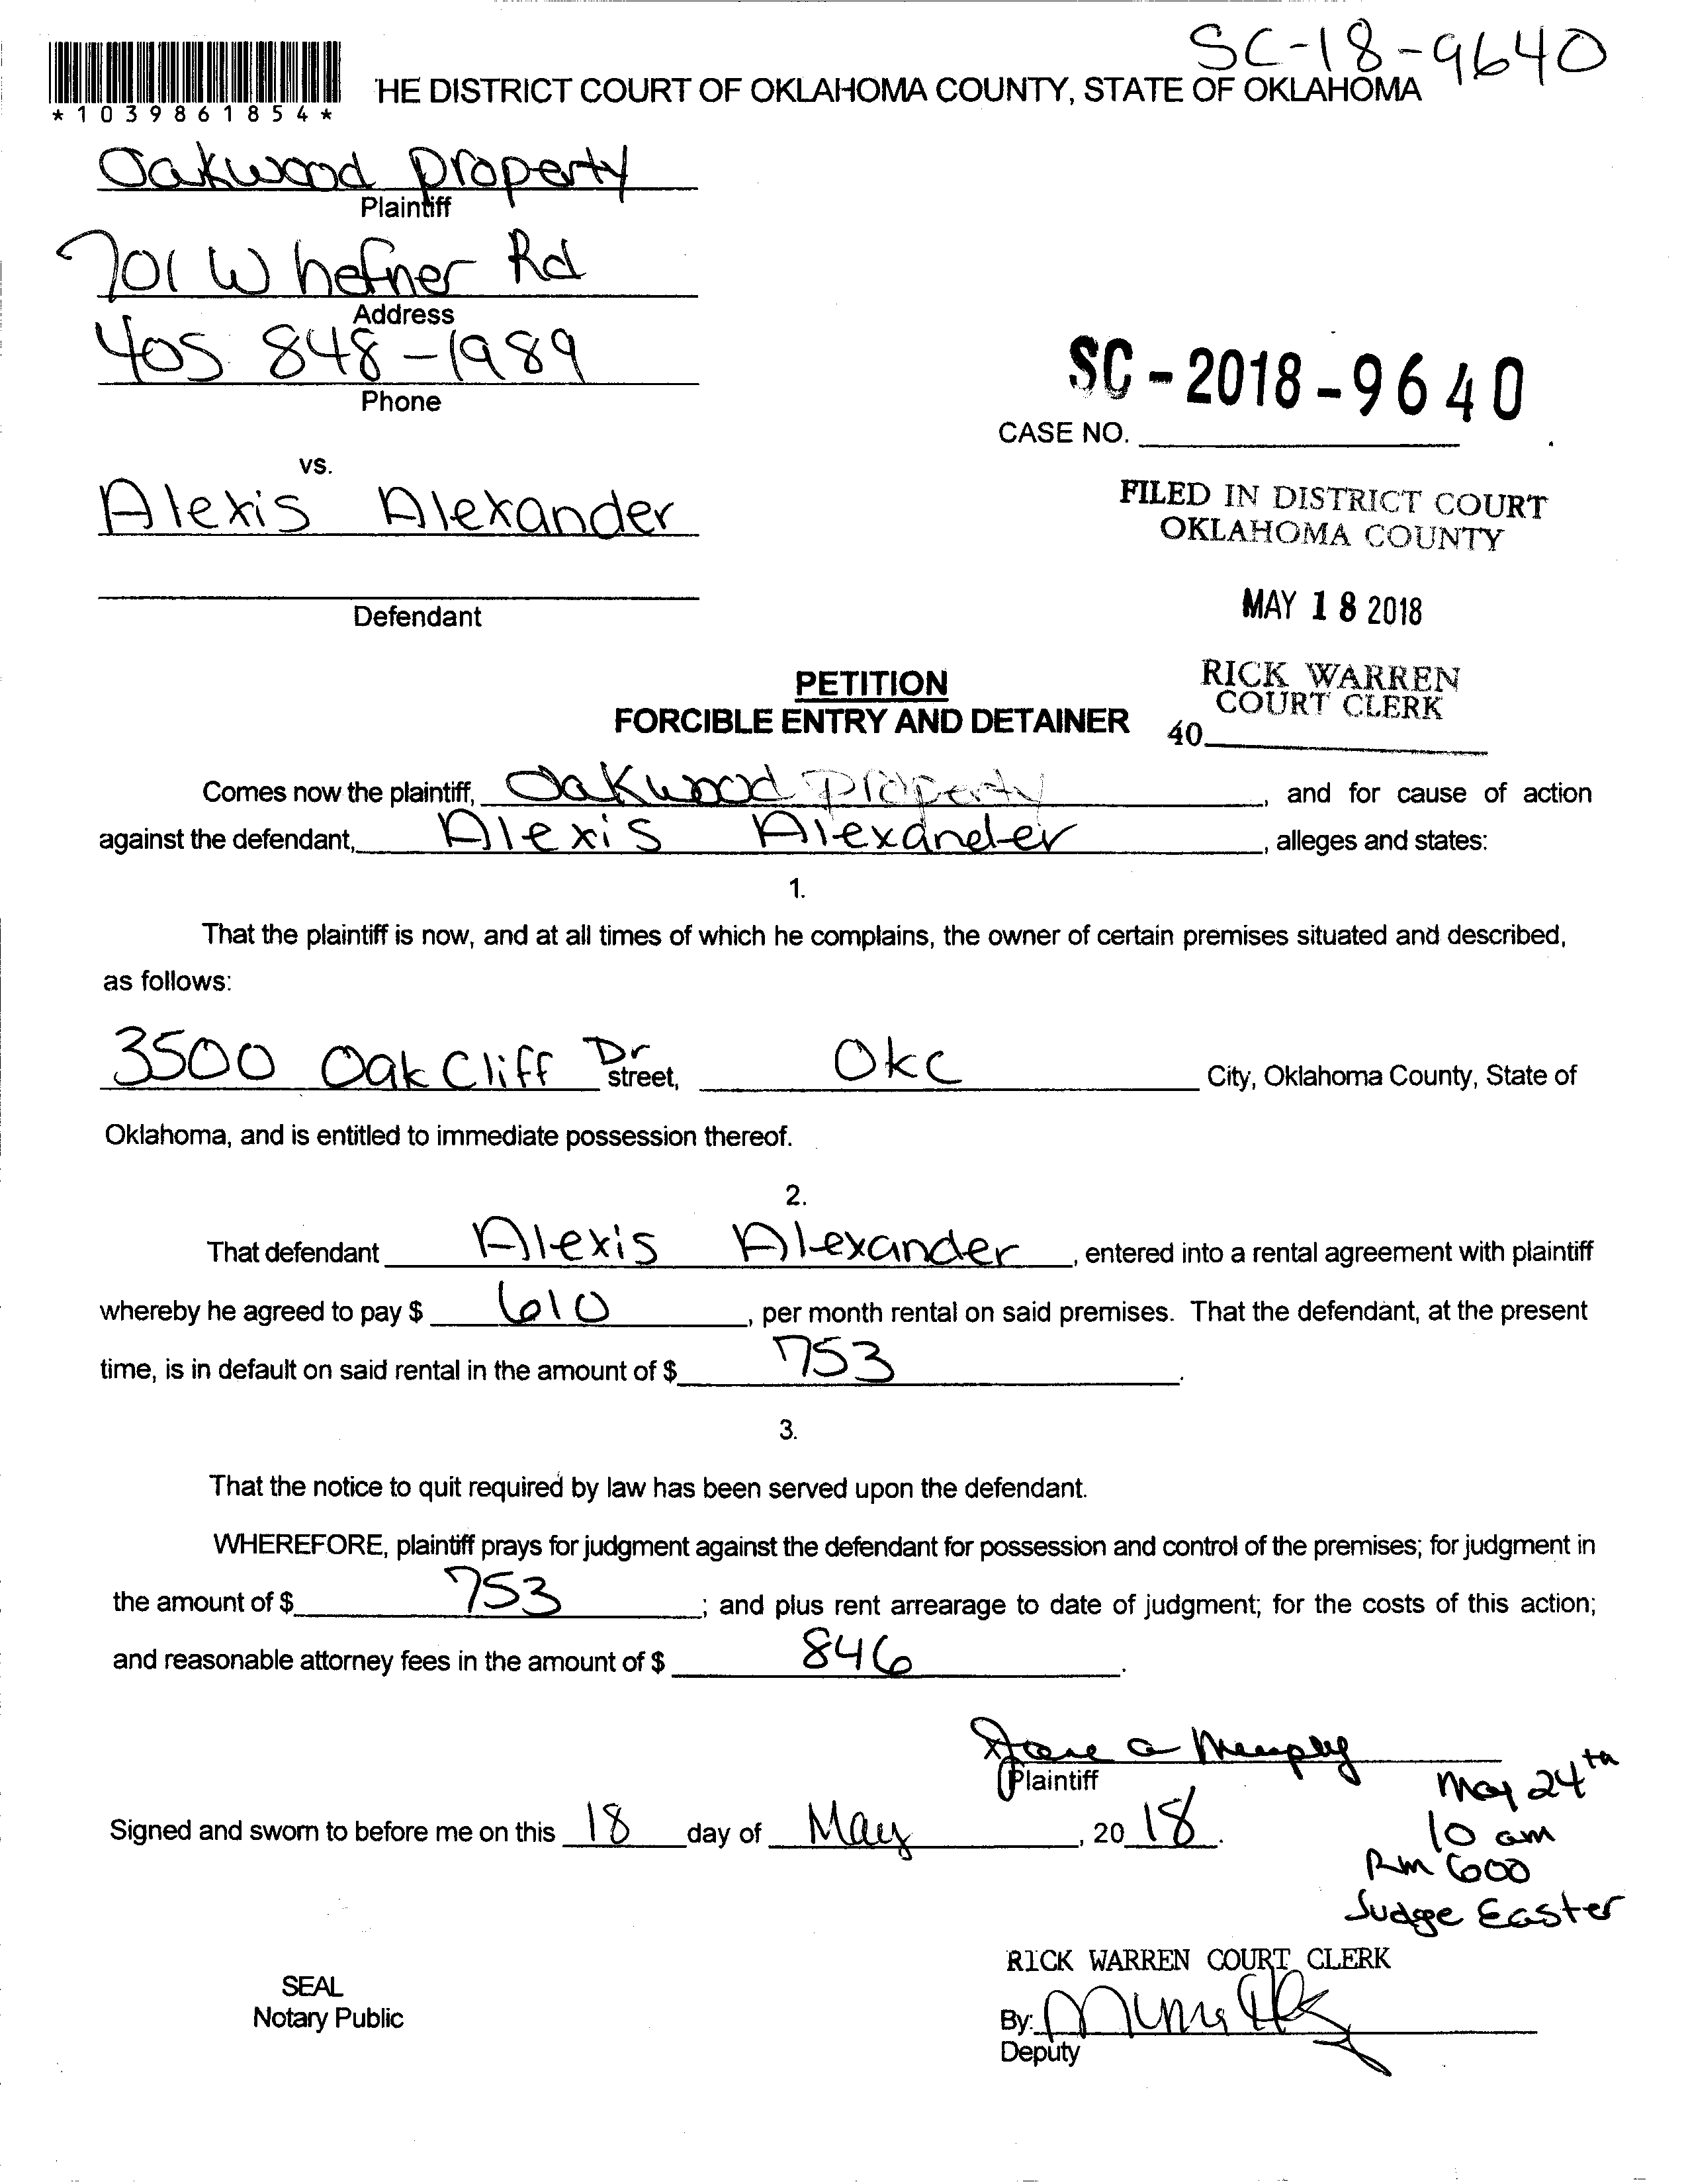 SC-18-9640
*1039861854*
HE DISTRICT COURT OF OKLAHOMA COUNTY, STATE OF OKLAHOMA
Oakwood Property
Plaintiff
701 W hefner Rd
Address
405 848-1989
Phone
SC-2018-9640
CASE NO.
vs.
Alexis Alexander
FILED IN DISTRICT COURT
OKLAHOMA COUNTY
Defendant
MAY 18 2018
PETITION
FORCIBLE ENTRY AND DETAINER
RICK WARREN
COURT CLERK
40
Comes now the plaintiff, Oakwood Property, and for cause of action
against the defendant, Alexis Alexander, alleges and states:
1.
That the plaintiff is now, and at all times of which he complains, the owner of certain premises situated and described,
as follows:
3500 Oak Cliff Dr street, Okc City, Oklahoma County, State of
Oklahoma, and is entitled to immediate possession thereof.
2.
That defendant Alexis Alexander, entered into a rental agreement with plaintiff
whereby he agreed to pay $ 610, per month rental on said premises. That the defendant, at the present
time, is in default on said rental in the amount of $ 753.
3.
That the notice to quit required by law has been served upon the defendant.
WHEREFORE, plaintiff prays for judgment against the defendant for possession and control of the premises; for judgment in
the amount of $ 753; and plus rent arrearage to date of judgment; for the costs of this action;
and reasonable attorney fees in the amount of $ 846.
Plaintiff
Signed and sworn to before me on this 18 day of May, 2018.
May 24th
10 am
Rm 600
Judge Easter
RICK WARREN COURT CLERK
SEAL
Notary Public
By:
Deputy